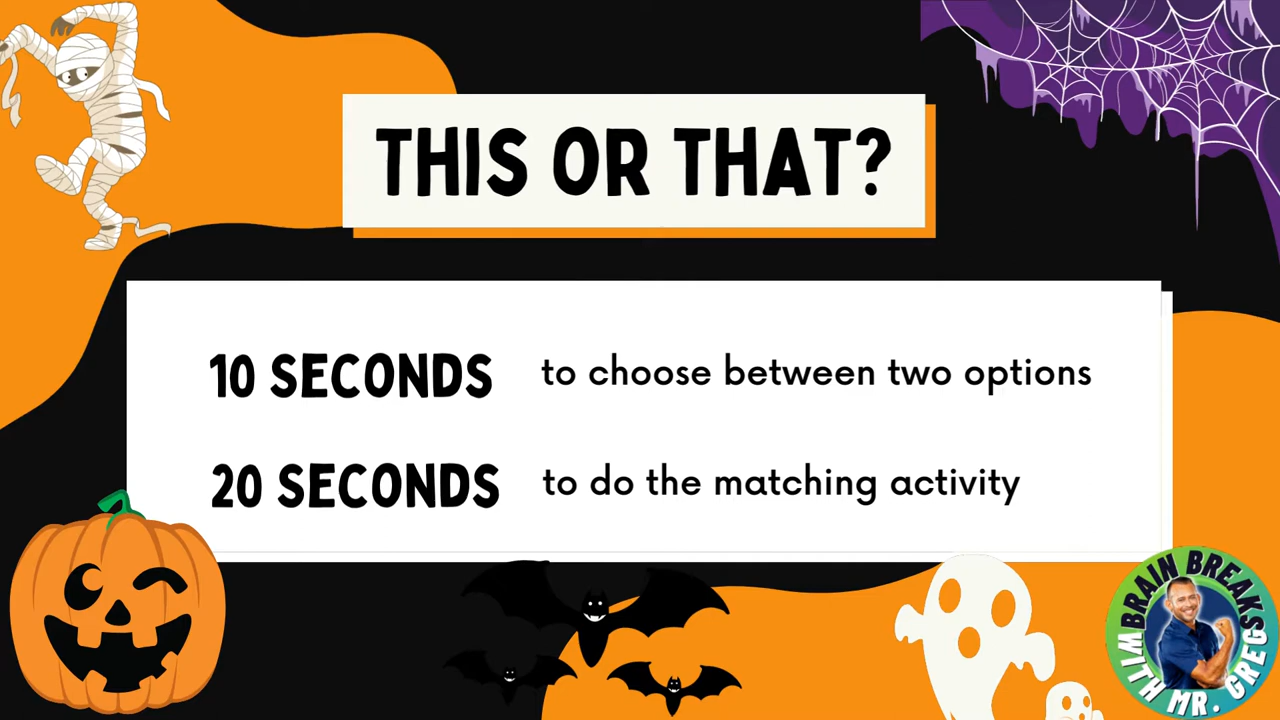 THIS OR THAT?
10 SECONDS to choose between two options
20 SECONDS to do the matching activity
BRAIN BREAKS
WITH MR. GREG